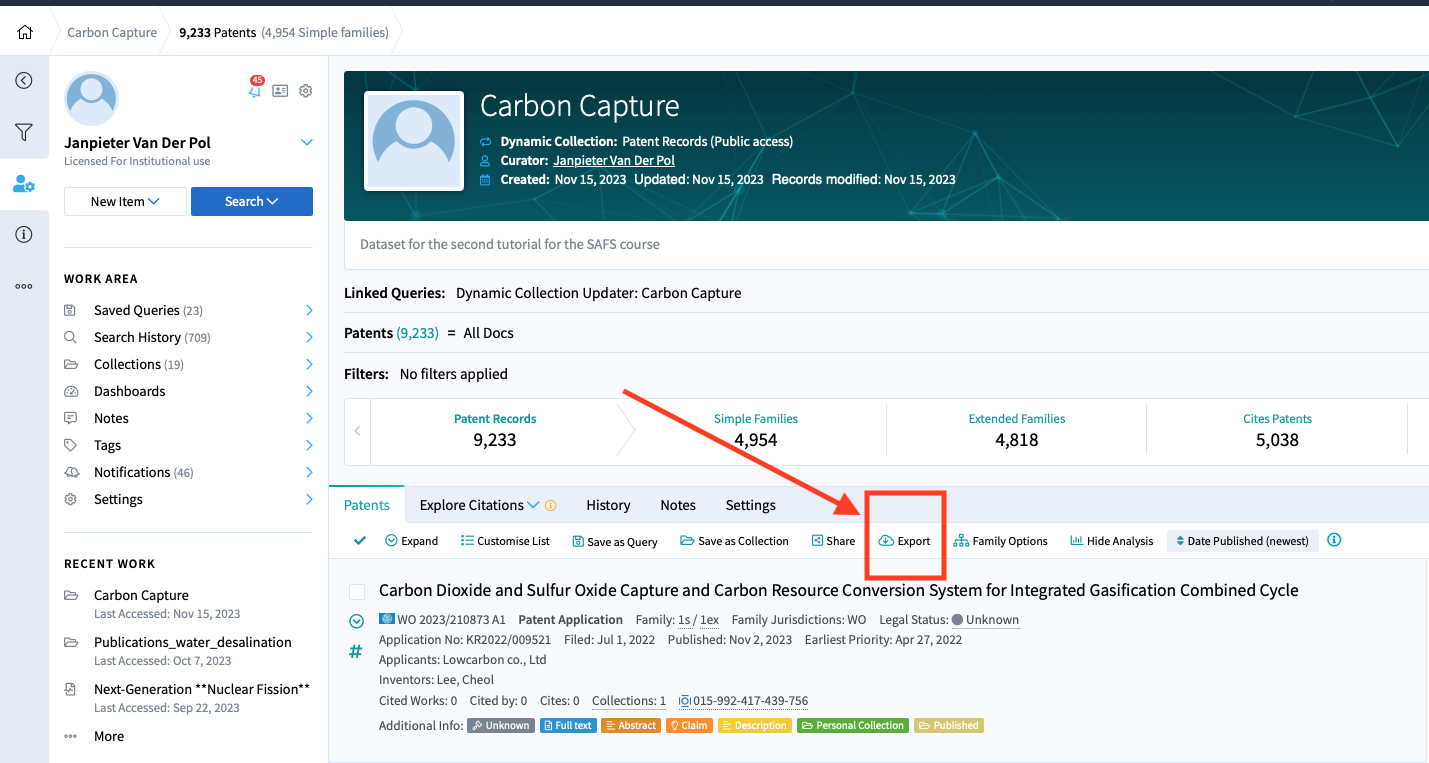 Carbon Capture 9,233 Patents (4,954 Simple families)
45
Janpieter Van Der Pol
Licensed For Institutional use
New Item Search
WORK AREA
Saved Queries (23)
Search History (709)
Collections (19)
Dashboards
Notes
Tags
Notifications (46)
Settings
RECENT WORK
Carbon Capture
Last Accessed: Nov 15, 2023
Publications_water_desalination
Last Accessed: Oct 7, 2023
Next-Generation **Nuclear Fission**
Last Accessed: Sep 22, 2023
More
Carbon Capture
Dynamic Collection: Patent Records (Public access)
Curator: Janpieter Van Der Pol
Created: Nov 15, 2023 Updated: Nov 15, 2023 Records modified: Nov 15, 2023
Dataset for the second tutorial for the SAFS course
Linked Queries: Dynamic Collection Updater: Carbon Capture
Patents (9,233) = All Docs
Filters: No filters applied
Patent Records Simple Families Extended Families Cites Patents
9,233 4,954 4,818 5,038
Patents Explore Citations History Notes Settings
Expand Customise List Save as Query Save as Collection Share Export Family Options Hide Analysis Date Published (newest)
Carbon Dioxide and Sulfur Oxide Capture and Carbon Resource Conversion System for Integrated Gasification Combined Cycle
WO 2023/210873 A1 Patent Application Family: 1s / 1ex Family Jurisdictions: WO Legal Status: Unknown
Application No: KR2022/009521 Filed: Jul 1, 2022 Published: Nov 2, 2023 Earliest Priority: Apr 27, 2022
Applicants: Lowcarbon co., Ltd
Inventors: Lee, Cheol
Cited Works: 0 Cited by: 0 Cites: 0 Collections: 1 015-992-417-439-756
Additional Info: Unknown Full text Abstract Claim Description Personal Collection Published